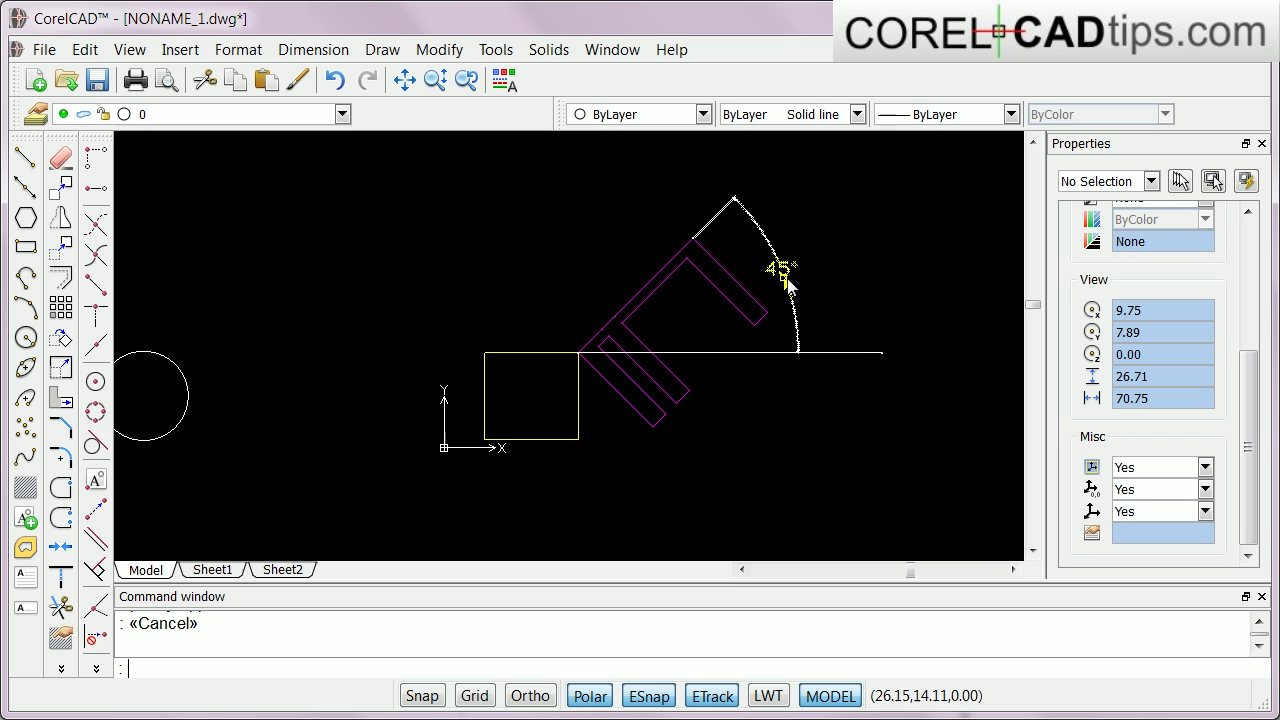 CorelCAD™ - [NONAME_1.dwg*]
COREL CADtips.com
File Edit View Insert Format Dimension Draw Modify Tools Solids Window Help
0 ByLayer ByLayer Solid line ByLayer ByColor
Properties
No Selection
ByColor
None
View
9.75
7.89
0.00
26.71
70.75
Misc
Yes
Yes
Yes
45°
Y
X
Model Sheet1 Sheet2
Command window
: «Cancel»
:
Snap Grid Ortho Polar ESnap ETrack LWT MODEL (26.15,14.11,0.00)